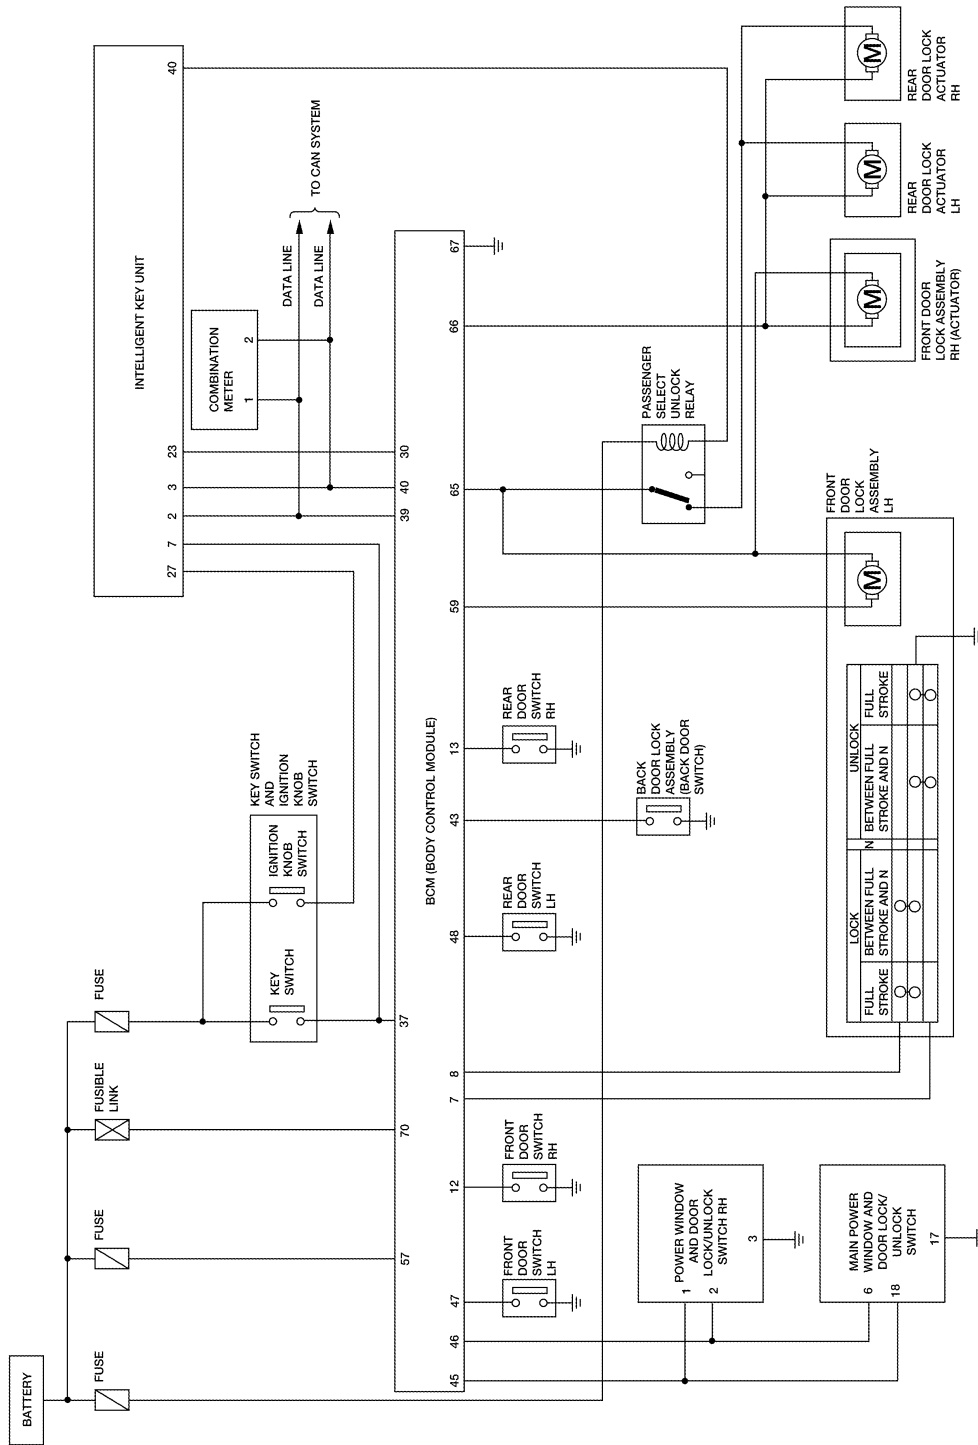 BATTERY
FUSE
FUSE
FUSIBLE
LINK
FUSE
KEY SWITCH
AND
IGNITION
KNOB
SWITCH
KEY
SWITCH
IGNITION
KNOB
SWITCH
INTELLIGENT KEY UNIT
27
7
2
3
23
40
COMBINATION
METER
1
2
DATA LINE
DATA LINE
TO CAN SYSTEM
BCM (BODY CONTROL MODULE)
57
70
37
39
40
30
45
46
47
12
7
8
48
43
13
59
65
66
67
FRONT
DOOR
SWITCH
LH
FRONT
DOOR
SWITCH
RH
REAR
DOOR
SWITCH
LH
REAR
DOOR
SWITCH
RH
BACK
DOOR LOCK
ASSEMBLY
(BACK DOOR
SWITCH)
PASSENGER
SELECT
UNLOCK
RELAY
POWER WINDOW
AND DOOR
LOCK/UNLOCK
SWITCH RH
1
2
3
MAIN POWER
WINDOW AND
DOOR LOCK/
UNLOCK
SWITCH
6
18
17
FRONT
DOOR
LOCK
ASSEMBLY
LH
LOCK
N
UNLOCK
FULL
STROKE
BETWEEN FULL
STROKE AND N
BETWEEN FULL
STROKE AND N
FULL
STROKE
M
M
FRONT DOOR
LOCK ASSEMBLY
RH (ACTUATOR)
M
REAR
DOOR LOCK
ACTUATOR
LH
M
REAR
DOOR LOCK
ACTUATOR
RH